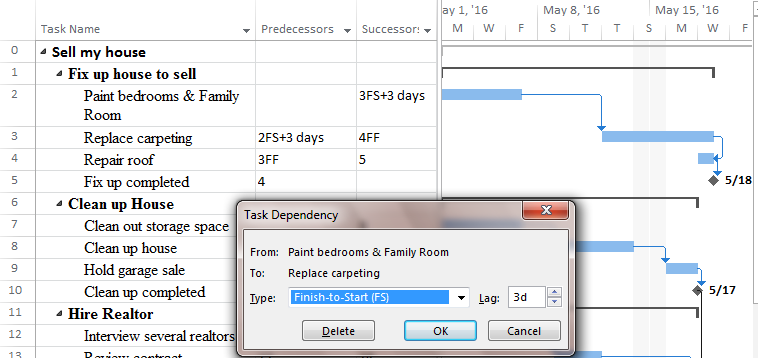 ay 1, '16 May 8, '16 May 15, '16
Task Name Predecessors Successors M W F S T T S M W F
0 Sell my house
1 Fix up house to sell
2 Paint bedrooms & Family 3FS+3 days
Room
3 Replace carpeting 2FS+3 days 4FF
4 Repair roof 3FF 5
5 Fix up completed 4 5/18
6 Clean up House
7 Clean out storage space
8 Clean up house
9 Hold garage sale
10 Clean up completed 5/17
11 Hire Realtor
12 Interview several realtors
13 Review contract
Task Dependency
From: Paint bedrooms & Family Room
To: Replace carpeting
Type: Finish-to-Start (FS) Lag: 3d
Delete OK Cancel